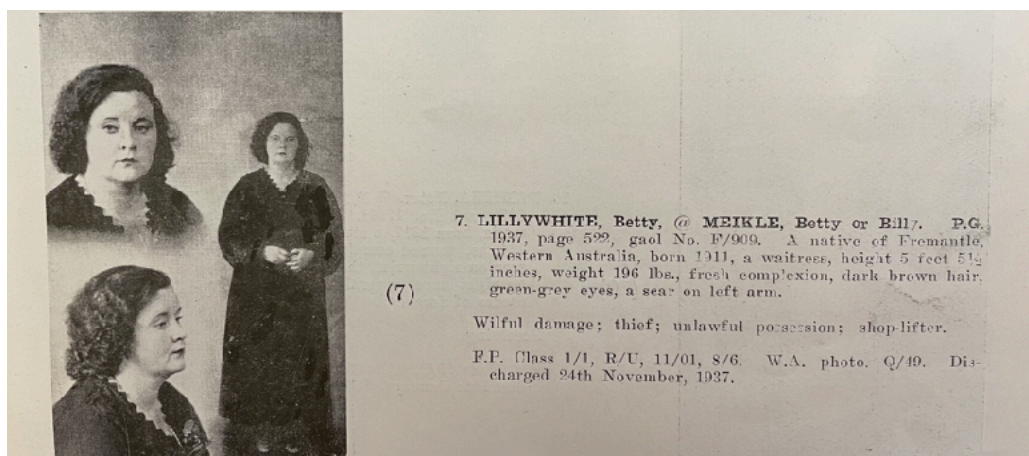 (7)
7. LILLYWHITE, Betty, @ MEIKLE, Betty or Billy. P.G.
1937, page 522, gaol No. F/909. A native of Fremantle,
Western Australia, born 1911, a waitress, height 5 feet 5½
inches, weight 196 lbs., fresh complexion, dark brown hair,
green-grey eyes, a scar on left arm.
Wilful damage; thief; unlawful possession; shop-lifter.
F.P. Class 1/1, R/U, 11/01, 8/6. W.A. photo. Q/49. Dis-
charged 24th November, 1937.